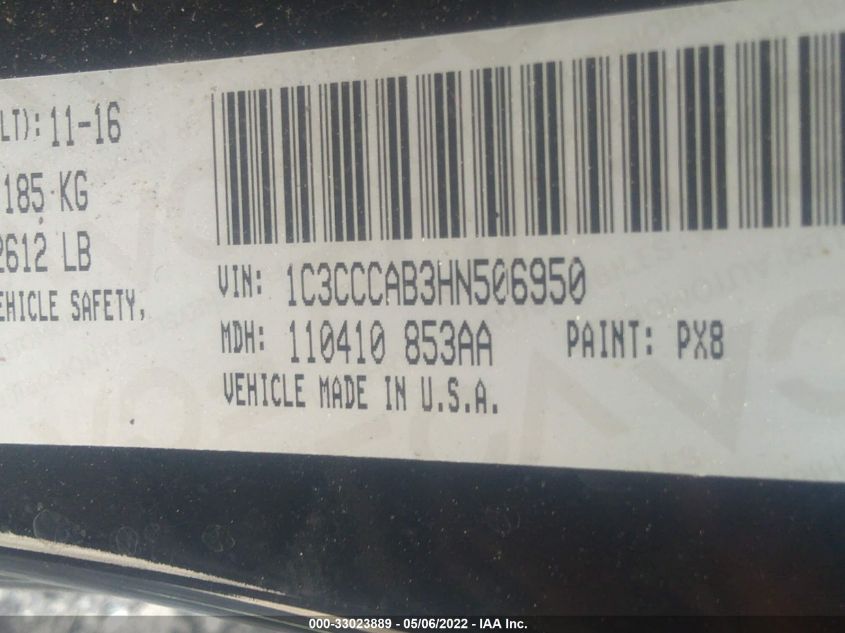 LT): 11-16
185 KG
2612 LB
EHICLE SAFETY,
VIN: 1C3CCCAB3HN506950
MDH: 110410 853AA PAINT: PX8
VEHICLE MADE IN U.S.A.
000-33023889 - 05/06/2022 - IAA Inc.